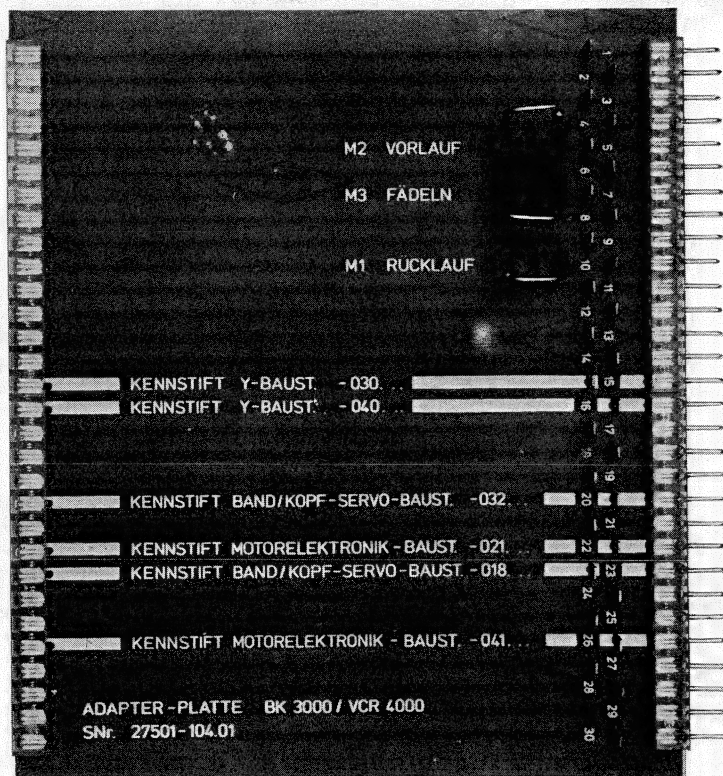 1
2
3
4
M2 VORLAUF 5
6
M3 FÄDELN 7
8
9
M1 RÜCKLAUF 10
11
12
13
14
KENNSTIFT Y-BAUST. -030... 15
KENNSTIFT Y-BAUST. -040... 16
17
18
19
KENNSTIFT BAND/KOPF-SERVO-BAUST. -032... 20
21
KENNSTIFT MOTORELEKTRONIK-BAUST. -021... 22
KENNSTIFT BAND/KOPF-SERVO-BAUST. -018... 23
24
25
KENNSTIFT MOTORELEKTRONIK-BAUST. -041... 26
27
28
ADAPTER-PLATTE BK 3000 / VCR 4000 29
SNr. 27501-104.01 30